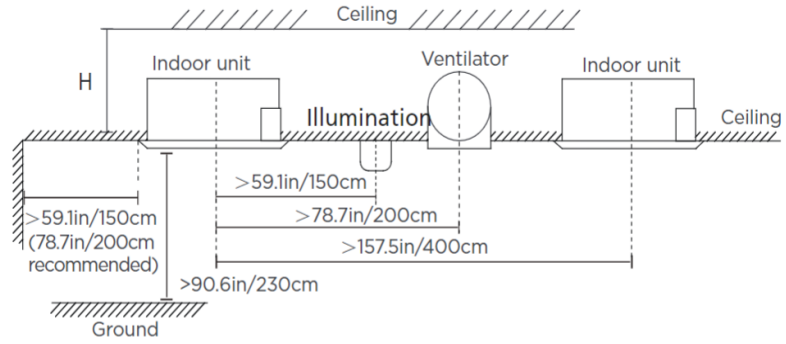 Ceiling
Indoor unit
Ventilator
Indoor unit
H
Illumination
Ceiling
>59.1in/150cm
>59.1in/150cm
(78.7in/200cm
recommended)
>78.7in/200cm
>157.5in/400cm
>90.6in/230cm
Ground